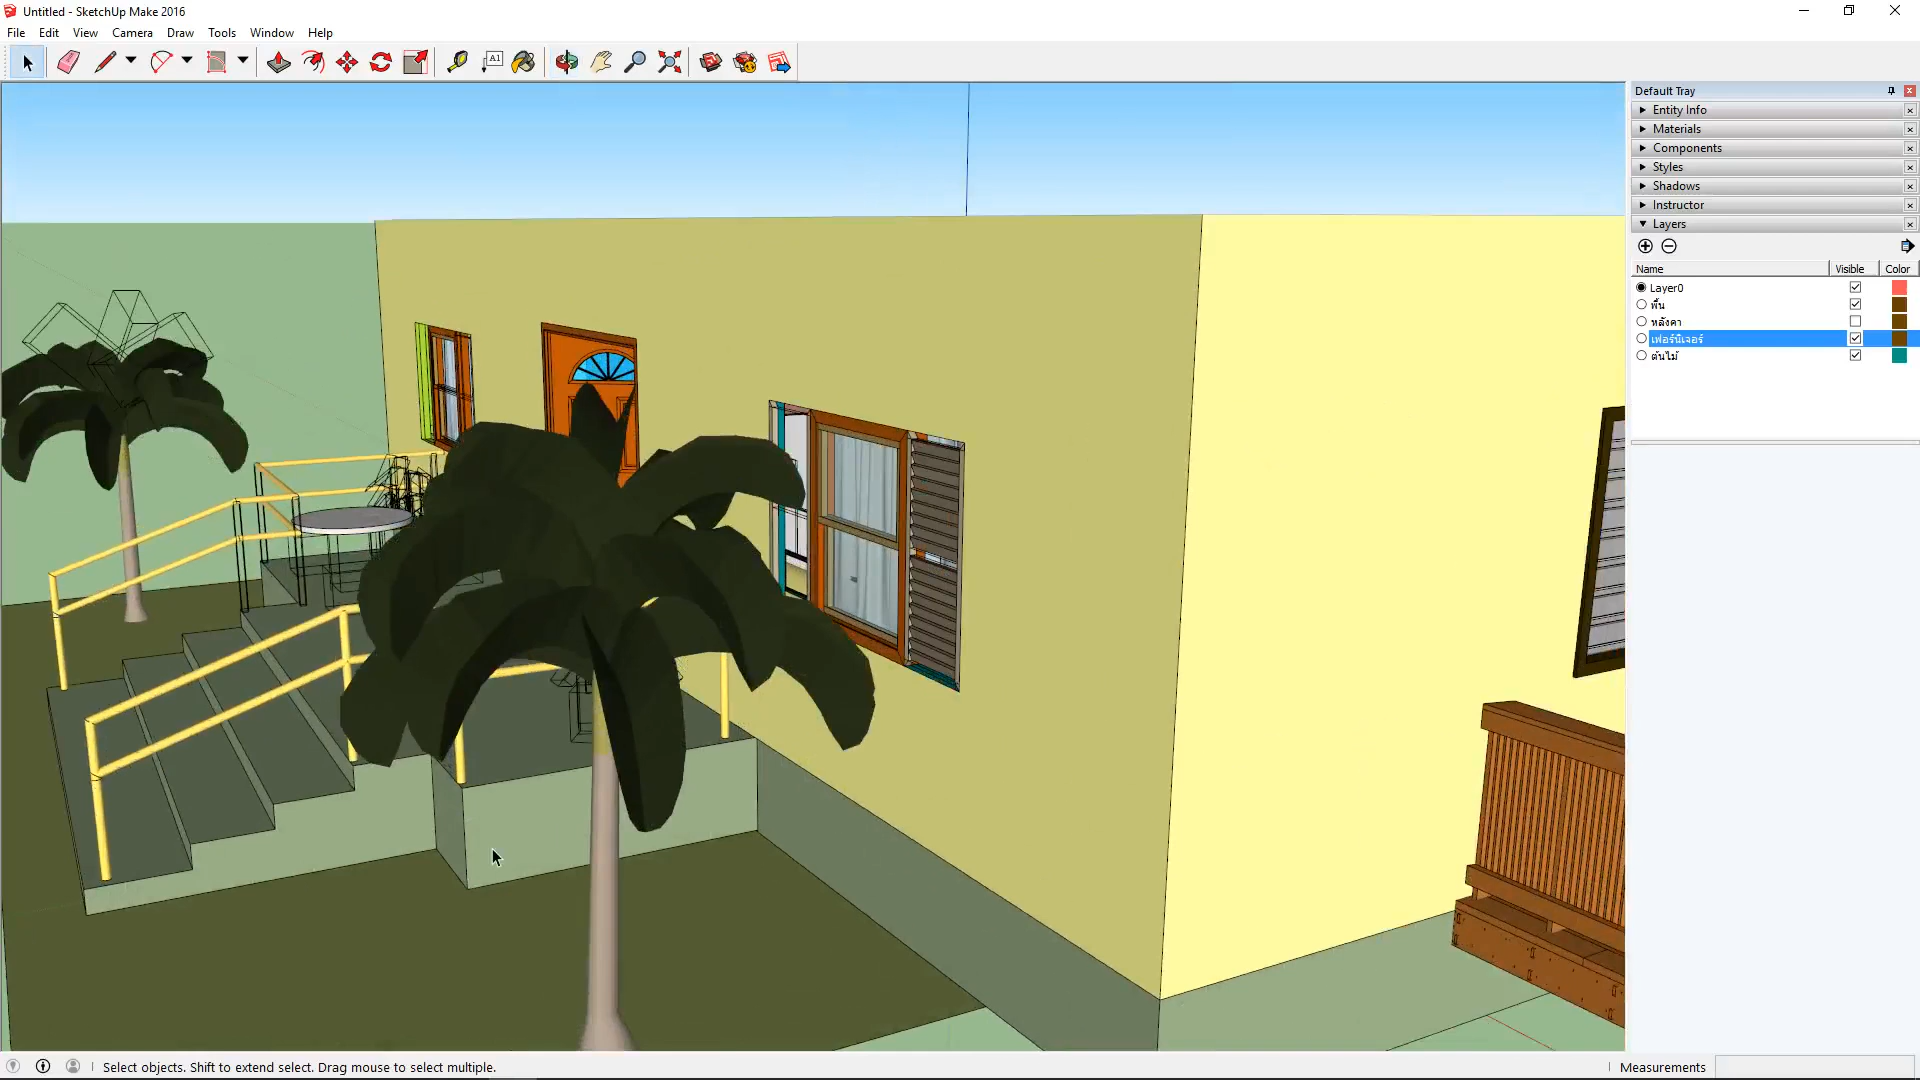 Untitled - SketchUp Make 2016
File Edit View Camera Draw Tools Window Help
A1
Default Tray
Entity Info
Materials
Components
Styles
Shadows
Instructor
Layers
Name Visible Color
Layer0
พื้น
หลังคา
เฟอร์นิเจอร์
ต้นไม้
Select objects. Shift to extend select. Drag mouse to select multiple.
Measurements